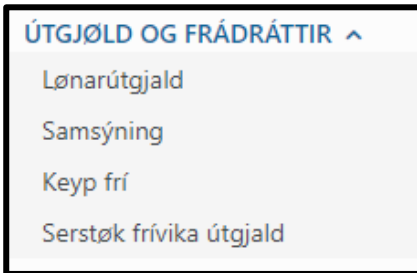 ÚTGJØLD OG FRÁDRÁTTIR
Lønarútgjald
Samsýning
Keyp frí
Serstøk frívika útgjald